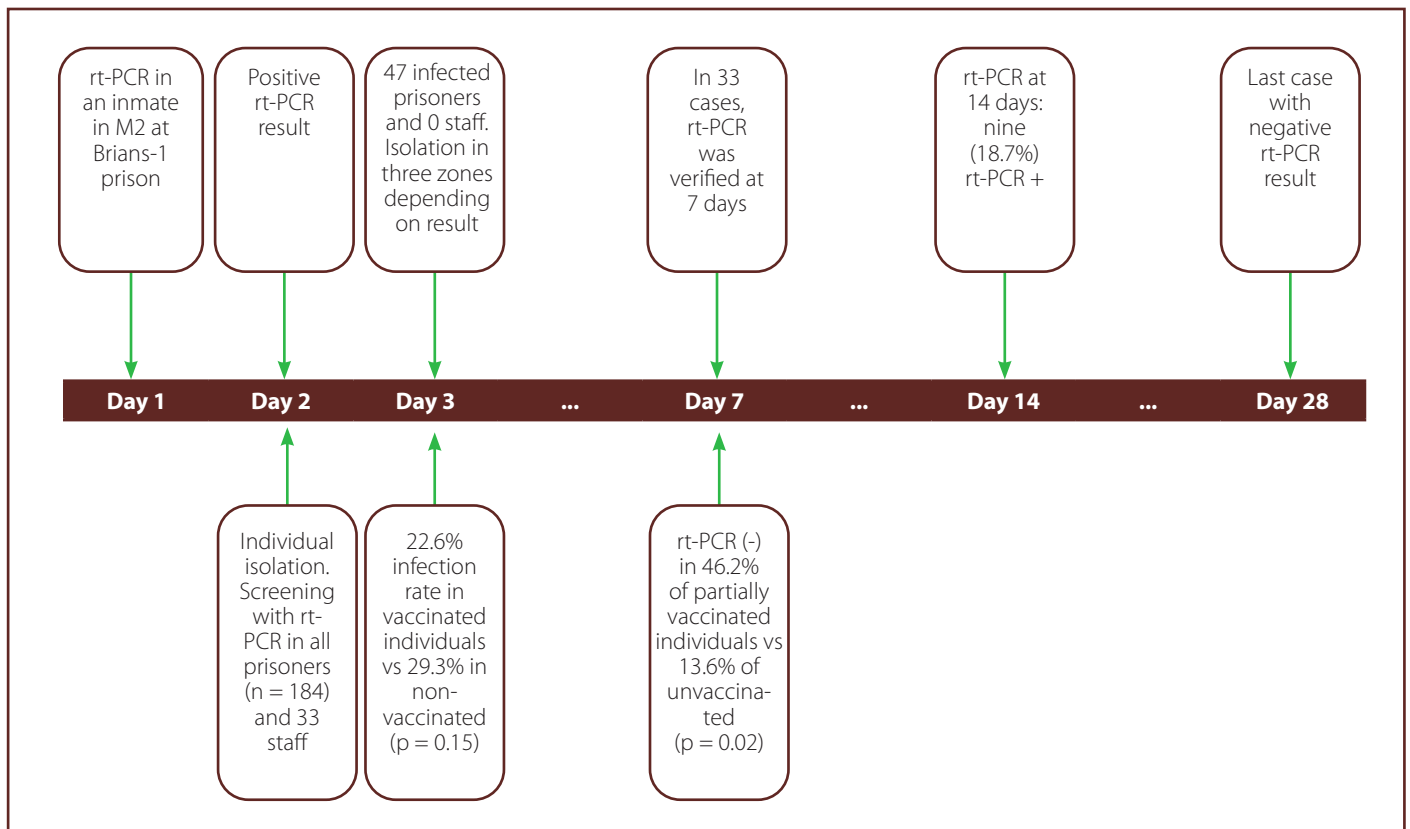 rt-PCR in
an inmate
in M2 at
Brians-1
prison
Positive
rt-PCR
result
47 infected
prisoners
and 0 staff.
Isolation in
three zones
depending
on result
In 33
cases,
rt-PCR
was
verified at
7 days
rt-PCR at
14 days:
nine
(18.7%)
rt-PCR +
Last case
with
negative
rt-PCR
result
Day 1 Day 2 Day 3 ... Day 7 ... Day 14 ... Day 28
Individual
isolation.
Screening
with rt-
PCR in all
prisoners
(n = 184)
and 33
staff
22.6%
infection
rate in
vaccinated
individuals
vs 29.3% in
non-
vaccinated
(p = 0.15)
rt-PCR (-)
in 46.2%
of partially
vaccinated
individuals vs
13.6% of
unvaccina-
ted
(p = 0.02)